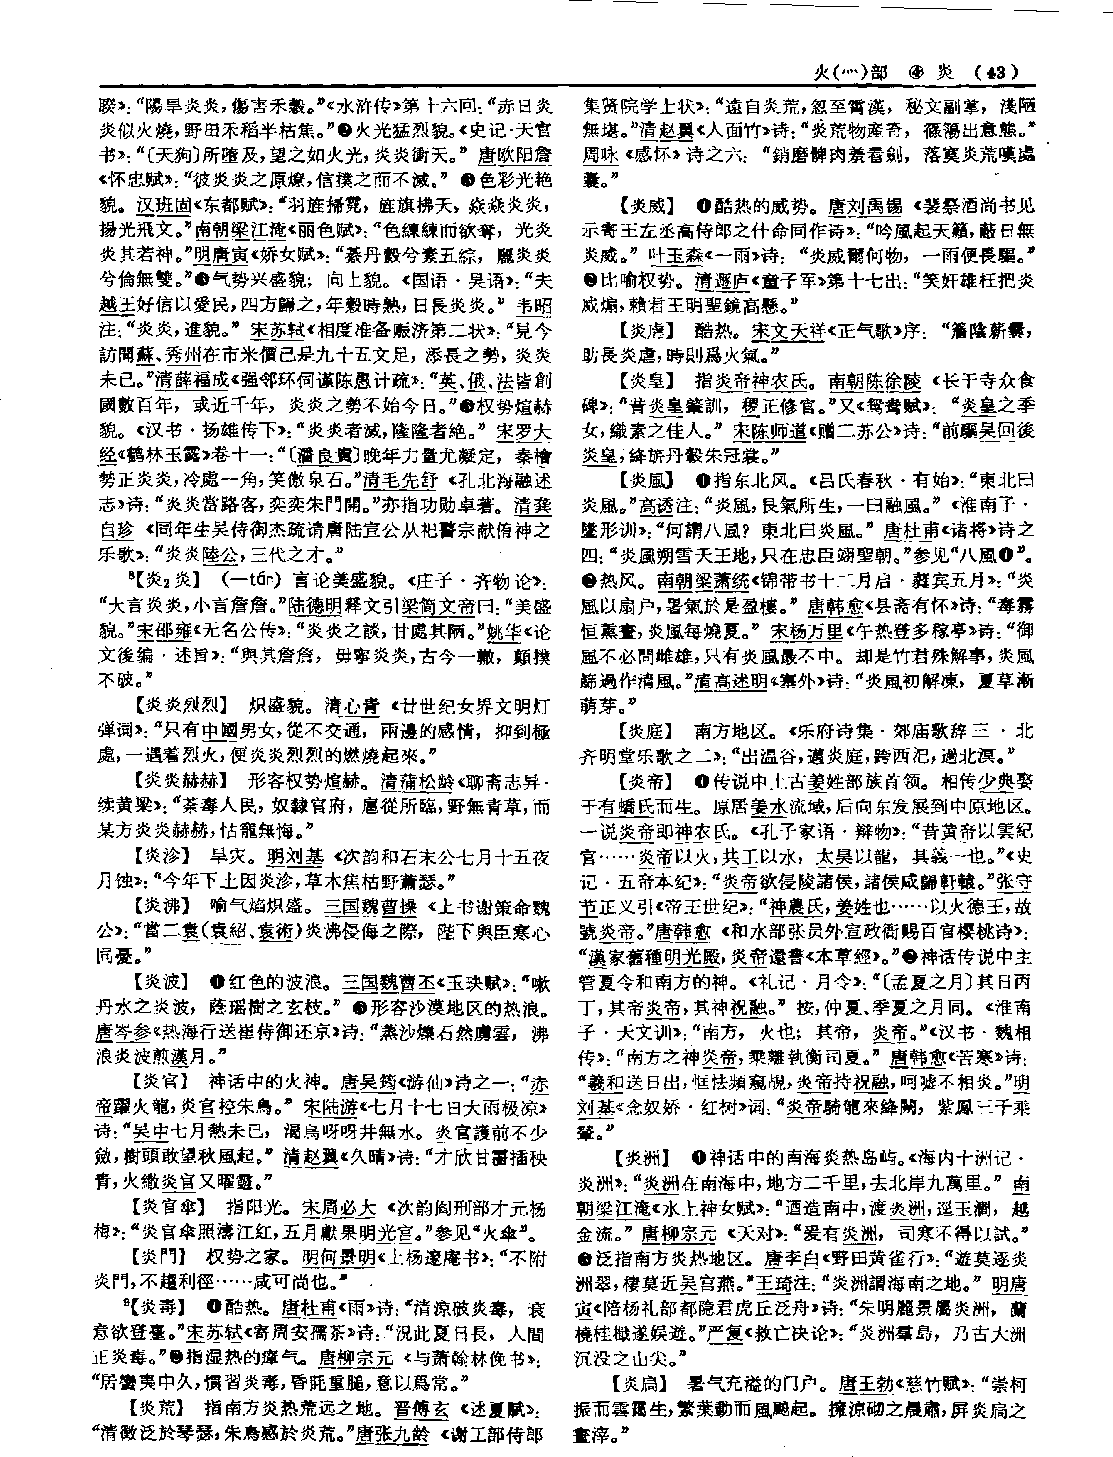 火(灬)部 ④ 炎 (43)
睽》:“陽旱炎炎,傷害禾穀。”《水浒传》第十六回:“赤日炎
炎似火燒,野田禾稻半枯焦。”❷火光猛烈貌。《史记·天官
书》:“〔天狗〕所墮及,望之如火光,炎炎衝天。” 唐欧阳詹
《怀忠赋》:“彼炎炎之原燎,信撲之而不滅。” ❸色彩光艳
貌。汉班固《东都赋》:“羽旄掃霓,旌旗拂天,焱焱炎炎,
揚光飛文。”南朝梁江淹《丽色赋》:“色練練而欲奪,光炎
炎其若神。”明唐寅《娇女赋》:“綦丹縠兮素五綜,麗炎炎
兮倫無雙。”❹气势兴盛貌;向上貌。《国语·吴语》:“夫
越王好信以愛民,四方歸之,年穀時熟,日長炎炎。” 韦昭
注:“炎炎,進貌。” 宋苏轼《相度准备赈济第二状》:“見今
訪聞蘇、秀州在市米價已是九十五文足,添長之勢,炎炎
未已。”清薛福成《强邻环伺谨陈愚计疏》:“英、俄、法皆創
國數百年,或近千年,炎炎之勢不始今日。”❺权势煊赫
貌。《汉书·扬雄传下》:“炎炎者滅,隆隆者絶。” 宋罗大
经《鹤林玉露》卷十一:“〔潘良貴〕晚年力量尤凝定,秦檜
勢正炎炎,冷處一角,笑傲泉石。”清毛先舒《孔北海融述
志》诗:“炎炎當路客,奕奕朱門開。”亦指功勋卓著。清龚
自珍《同年生吴侍御杰疏请唐陆宣公从祀瞽宗献侑神之
乐歌》:“炎炎陸公,三代之才。”
【炎₂炎】 (—tán) 言论美盛貌。《庄子·齐物论》:
“大言炎炎,小言詹詹。”陆德明释文引梁简文帝曰:“美盛
貌。”宋邵雍《无名公传》:“炎炎之談,甘處其陋。”姚华《论
文後编·述旨》:“與其詹詹,毋寧炎炎,古今一轍,顛撲
不破。”
【炎炎烈烈】 炽盛貌。清心青《廿世纪女界文明灯
弹词》:“只有中國男女,從不交通,兩邊的感情,抑到極
處,一遇着烈火,便炎炎烈烈的燃燒起來。”
【炎炎赫赫】 形容权势煊赫。清蒲松龄《聊斋志异·
续黄粱》:“荼毒人民,奴隸官府,扈從所臨,野無青草,而
某方炎炎赫赫,怙寵無悔。”
【炎沴】 旱灾。明刘基《次韵和石末公七月十五夜
月蚀》:“今年下土困炎沴,草木焦枯野蕭瑟。”
【炎沸】 喻气焰炽盛。三国魏曹操《上书谢策命魏
公》:“當二袁(袁紹、袁術)炎沸侵侮之際,陛下與臣寒心
同憂。”
【炎波】 ❶红色的波浪。三国魏曹丕《玉玦赋》:“嗽
丹水之炎波,蔭瑶樹之玄枝。” ❷形容沙漠地区的热浪。
唐岑参《热海行送崔侍御还京》诗:“蒸沙爍石然虜雲,沸
浪炎波煎漢月。”
【炎官】 神话中的火神。唐吴筠《游仙》诗之一:“赤
帝躍火龍,炎官控朱鳥。” 宋陆游《七月十七日大雨极凉》
诗:“吴中七月熱未已,渴烏呀呀井無水。炎官護前不少
斂,樹頭敢望秋風起。” 清赵翼《久晴》诗:“才欣甘霤插秧
青,火繖炎官又曜靈。”
【炎官伞】 指阳光。宋周必大《次韵阎刑部才元杨
梅》:“炎官傘照濤江紅,五月獻果明光宫。”参见“火伞”。
【炎門】 权势之家。明何景明《上杨邃庵书》:“不附
炎門,不趨利徑……咸可尚也。”
【炎毒】 ❶酷热。唐杜甫《雨》诗:“清涼破炎毒,衰
意欲登臺。”宋苏轼《寄周安孺茶》诗:“況此夏日長,人間
正炎毒。”❷指湿热的瘴气。唐柳宗元《与萧翰林俛书》:
“居蠻夷中久,慣習炎毒,昏眊重膇,意以爲常。”
【炎荒】 指南方炎热荒远之地。晋傅玄《述夏赋》:
“清徵泛於琴瑟,朱鳥感於炎荒。”唐张九龄《谢工部侍郎
集贤院学上状》:“遠自炎荒,忽至霄漢,秘文副掌,淺陋
無堪。”清赵翼《人面竹》诗:“炎荒物産奇,篠簜出意態。”
周咏《感怀》诗之六:“銷磨髀肉羨看劍,落寞炎荒嘆處
囊。”
【炎威】 ❶酷热的威势。唐刘禹锡《裴祭酒尚书见
示寄王左丞高侍郎之什命同作诗》:“吟風起天籟,蔽日無
炎威。” 叶玉森《一雨》诗:“炎威爾何物,一雨便長驅。”
❷比喻权势。清遯庐《童子军》第十七出:“笑奸雄枉把炎
威煽,賴君王明聖鏡高懸。”
【炎虐】 酷热。宋文天祥《正气歌》序:“簷陰薪爨,
助長炎虐,時則爲火氣。”
【炎皇】 指炎帝神农氏。南朝陈徐陵《长干寺众食
碑》:“昔炎皇肇訓,稷正修官。”又《鸳鸯赋》:“炎皇之季
女,織素之佳人。” 宋陈师道《赠二苏公》诗:“前驅吴回後
炎皇,絳旂丹轂朱冠裳。”
【炎風】 ❶指东北风。《吕氏春秋·有始》:“東北曰
炎風。”高诱注:“炎風,艮氣所生,一曰融風。” 《淮南子·
墬形训》:“何謂八風?東北曰炎風。” 唐杜甫《诸将》诗之
四:“炎風朔雪天王地,只在忠臣翊聖朝。”参见“八風❶”。
❷热风。南朝梁萧统《锦带书十二月启·蕤宾五月》:“炎
風以扇户,暑氣於是盈樓。” 唐韩愈《县斋有怀》诗:“毒霧
恒薰晝,炎風每燒夏。” 宋杨万里《午热登多稼亭》诗:“御
風不必問雌雄,只有炎風最不中。却是竹君殊解事,炎風
篩過作清風。”清高述明《塞外》诗:“炎風初解凍,夏草漸
萌芽。”
【炎庭】 南方地区。《乐府诗集·郊庙歌辞三·北
齐明堂乐歌之二》:“出温谷,邁炎庭,跨西汜,過北溟。”
【炎帝】 ❶传说中上古姜姓部族首领。相传少典娶
于有蟜氏而生。原居姜水流域,后向东发展到中原地区。
一说炎帝即神农氏。《孔子家语·辩物》:“昔黄帝以雲紀
官……炎帝以火,共工以水,太昊以龍,其義一也。”《史
记·五帝本纪》:“炎帝欲侵陵諸侯,諸侯咸歸軒轅。”张守
节正义引《帝王世纪》:“神農氏,姜姓也……以火德王,故
號炎帝。”唐韩愈《和水部张员外宣政衙赐百官樱桃诗》:
“漢家舊種明光殿,炎帝還書《本草經》。”❷神话传说中主
管夏令和南方的神。《礼记·月令》:“〔孟夏之月〕其日丙
丁,其帝炎帝,其神祝融。”按,仲夏、季夏之月同。《淮南
子·天文训》:“南方,火也;其帝,炎帝。”《汉书·魏相
传》:“南方之神炎帝,乘離執衡司夏。” 唐韩愈《苦寒》诗:
“羲和送日出,恇怯頻窺覘,炎帝持祝融,呵嘘不相炎。”明
刘基《念奴娇·红树》词:“炎帝騎龍來絳闕,紫鳳三千乘
輦。”
【炎洲】 ❶神话中的南海炎热岛屿。《海内十洲记·
炎洲》:“炎洲在南海中,地方二千里,去北岸九萬里。” 南
朝梁江淹《水上神女赋》:“迺造南中,渡炎洲,逕玉澗,越
金流。” 唐柳宗元《天对》:“爰有炎洲,司寒不得以試。”
❷泛指南方炎热地区。唐李白《野田黄雀行》:“遊莫逐炎
洲翠,棲莫近吴宫燕。”王琦注:“炎洲謂海南之地。” 明唐
寅《陪杨礼部都隐君虎丘泛舟》诗:“朱明麗景屬炎洲,蘭
橈桂檝遂娱遊。”严复《救亡决论》:“炎洲羣島,乃古大洲
沉没之山尖。”
【炎扃】 暑气充溢的门户。唐王勃《慈竹赋》:“崇柯
振而雲霭生,繁葉動而風飈起。擁涼砌之晨肅,屏炎扃之
晝滓。”